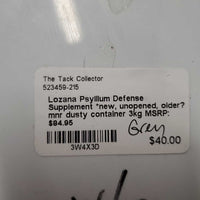 The Tack Collector
523459-215
Lozana Psyllium Defense
Supplement *new, unopened, older?
mnr dusty container 3kg MSRP:
$84.95
Grey
3W4X3D
$40.00